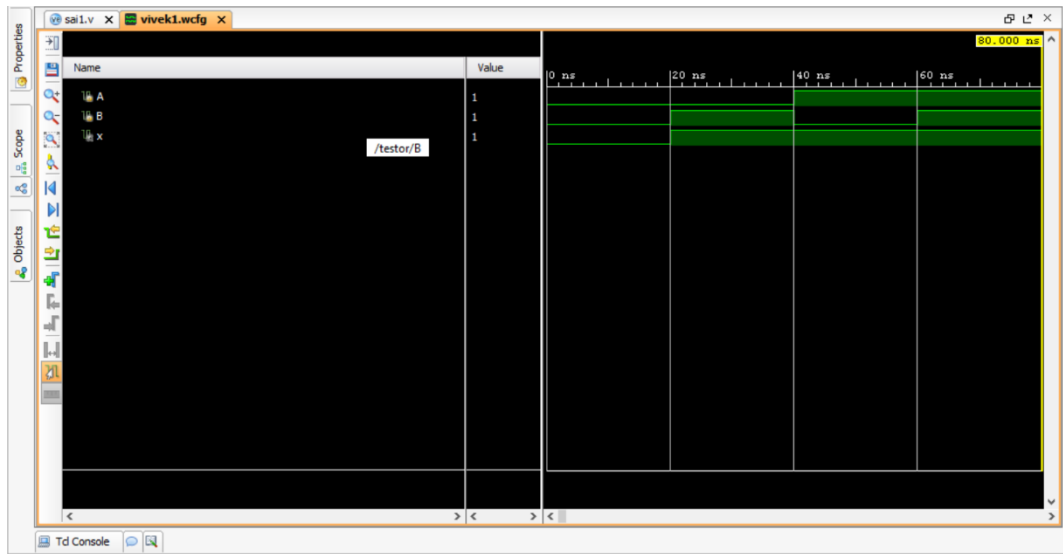 sai1.v X vivek1.wcfg X
Properties
Scope
Objects
80.000 ns
Name Value
0 ns 20 ns 40 ns 60 ns
A 1
B 1
x 1
/testor/B
Tcl Console